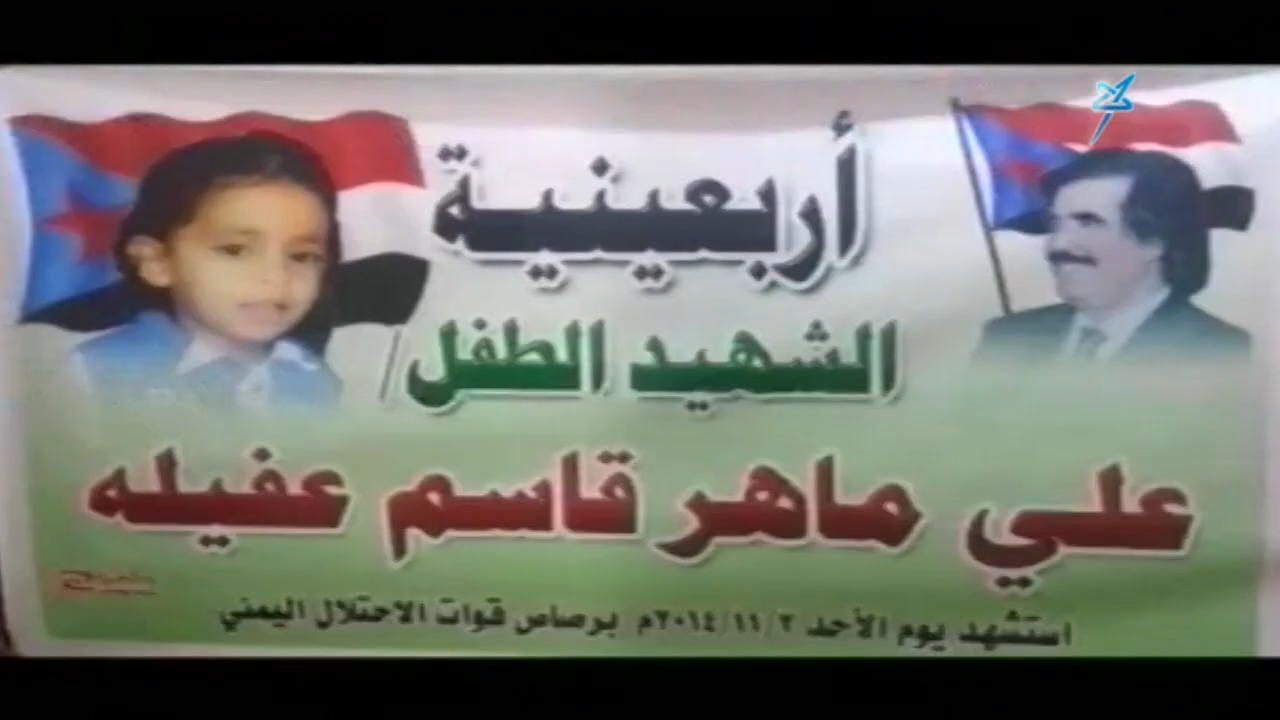 أربعينية
الشهيد الطفل/
علي ماهر قاسم عفيله
استشهد يوم الأحد ٢/ ١١/ ٢٠١٤م برصاص قوات الاحتلال اليمني